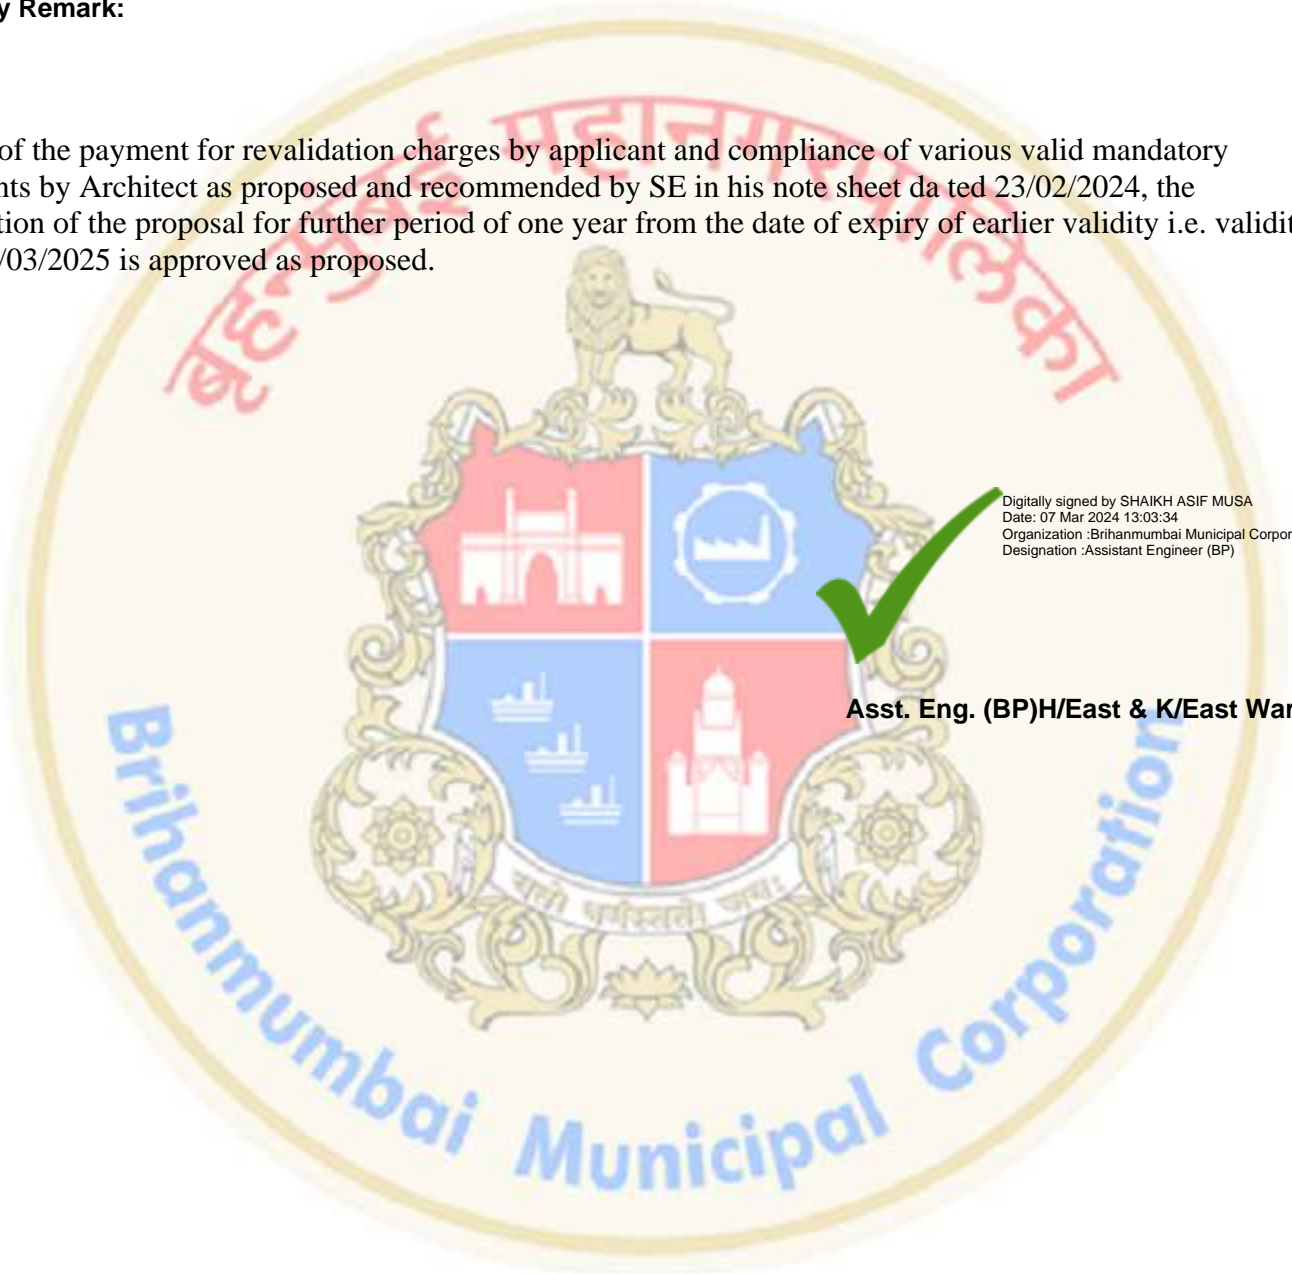 y Remark:
of the payment for revalidation charges by applicant and compliance of various valid mandatory
nts by Architect as proposed and recommended by SE in his note sheet da ted 23/02/2024, the
tion of the proposal for further period of one year from the date of expiry of earlier validity i.e. validit
/03/2025 is approved as proposed.
बृहन्मुंबई महानगरपालिका
Digitally signed by SHAIKH ASIF MUSA
Date: 07 Mar 2024 13:03:34
Organization :Brihanmumbai Municipal Corpor
Designation :Assistant Engineer (BP)
Asst. Eng. (BP)H/East & K/East War
यतो धर्मस्ततो जय:
Brihanmumbai Municipal Corporation